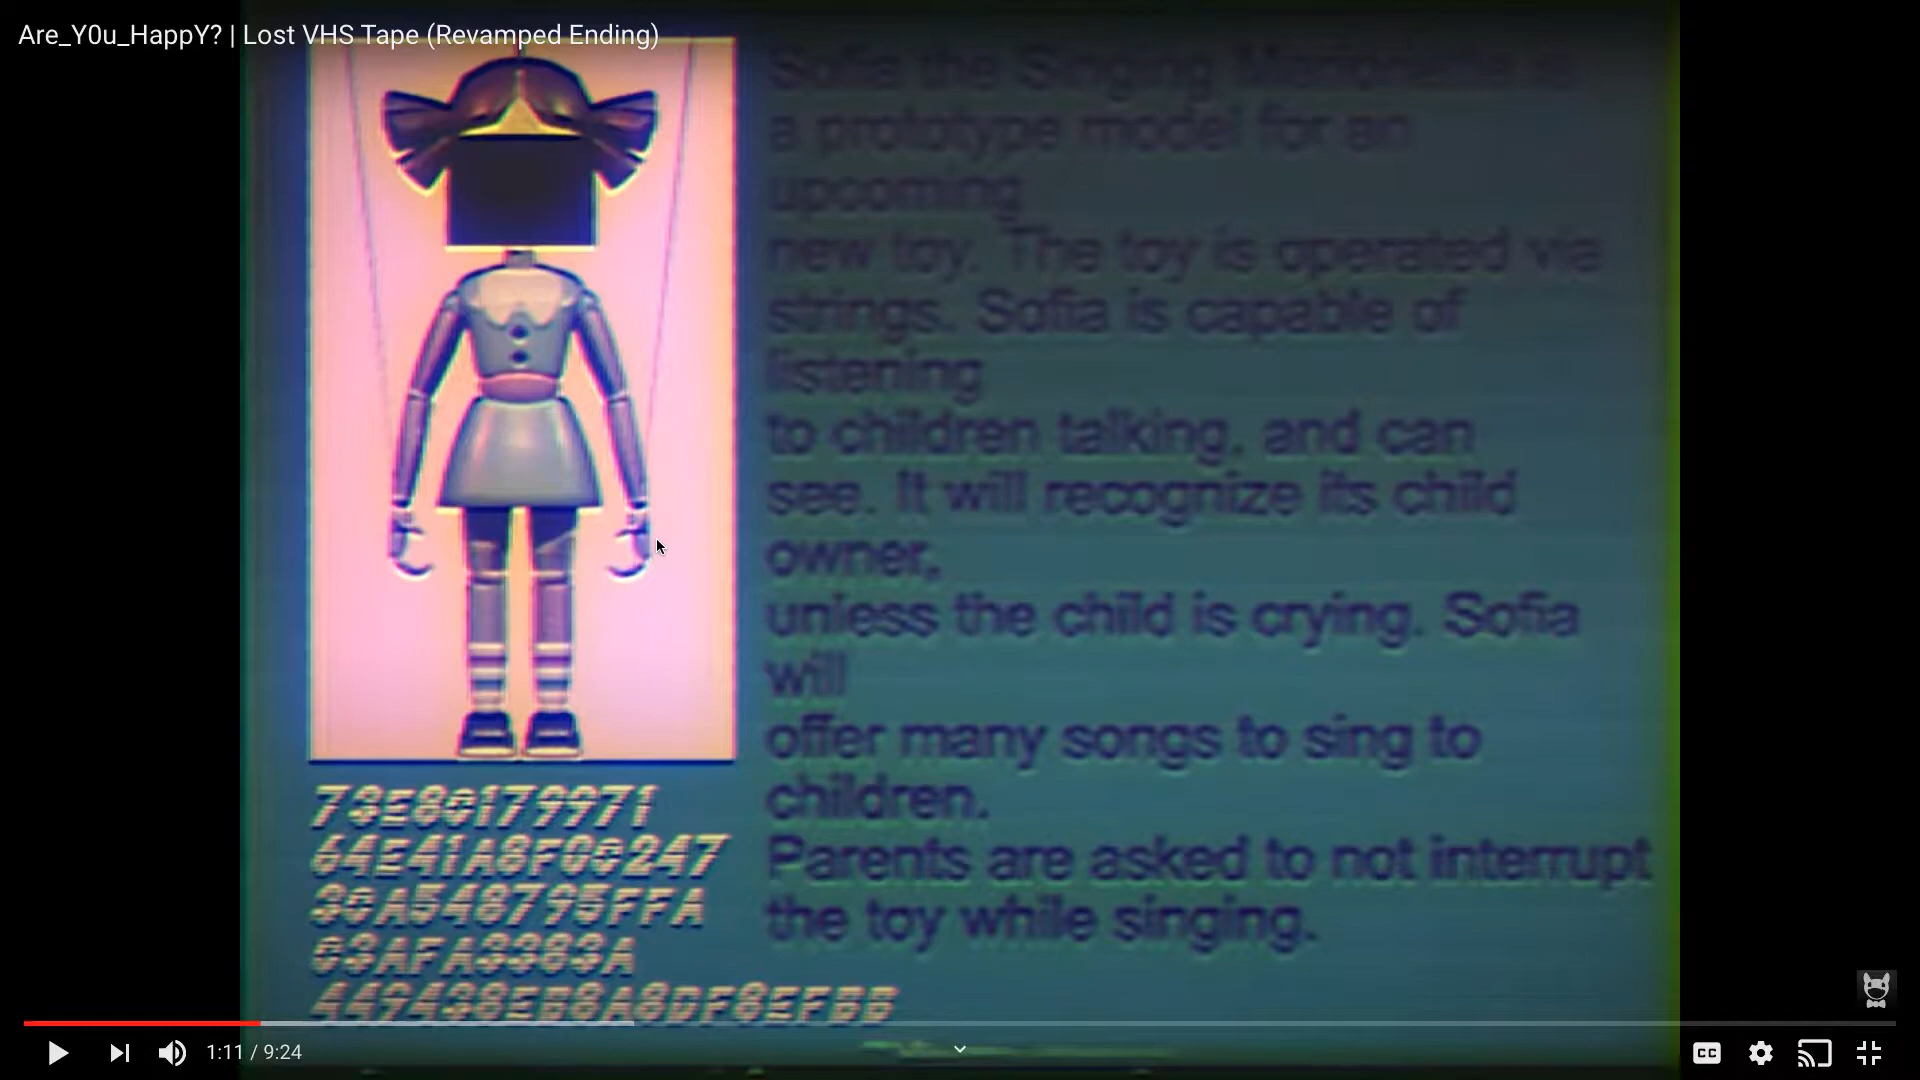 Are_Y0u_HappY? | Lost VHS Tape (Revamped Ending)
Sofia the Singing Marionette is
a prototype model for an
upcoming
new toy. The toy is operated via
strings. Sofia is capable of
listening
to children talking, and can
see. It will recognize its child
owner,
unless the child is crying. Sofia
will
offer many songs to sing to
children.
Parents are asked to not interrupt
the toy while singing.
64E41A8F00247
1:11 / 9:24
CC